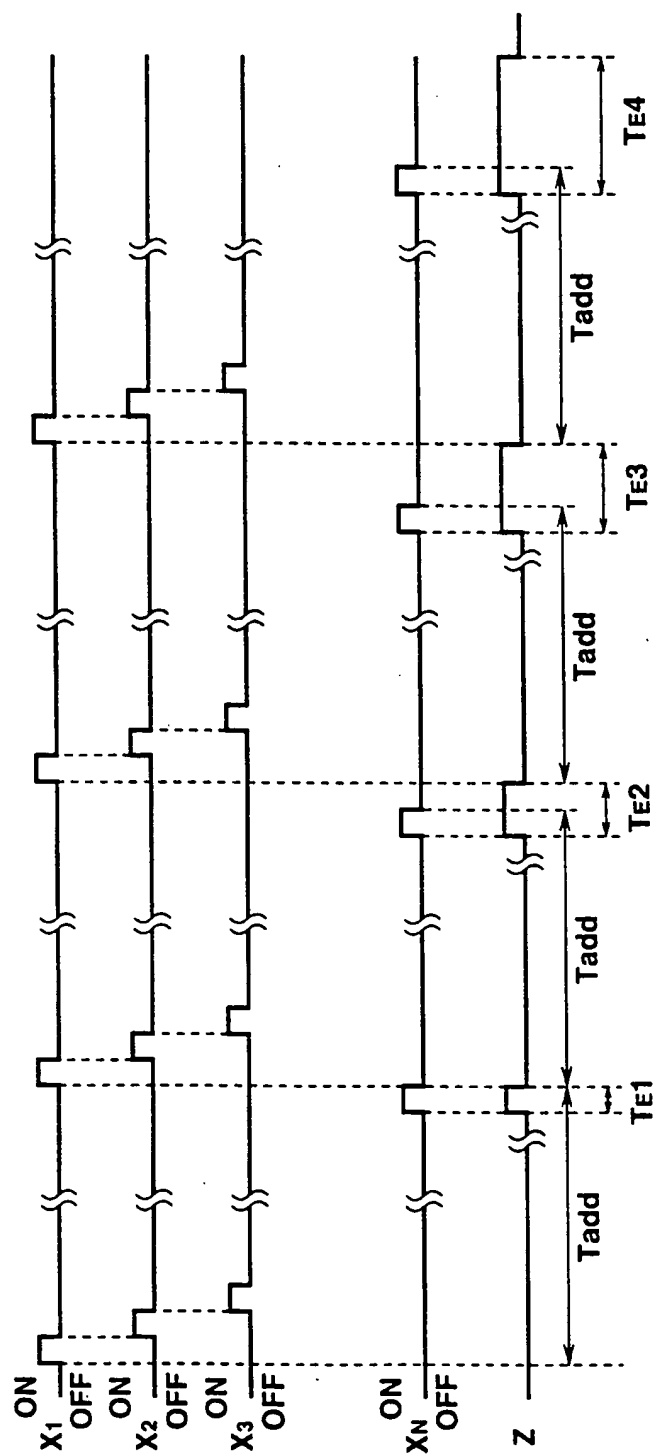 ON
X1
OFF
ON
X2
OFF
ON
X3
OFF
ON
XN
OFF
Z
Tadd
Tadd
Tadd
Tadd
TE1
TE2
TE3
TE4